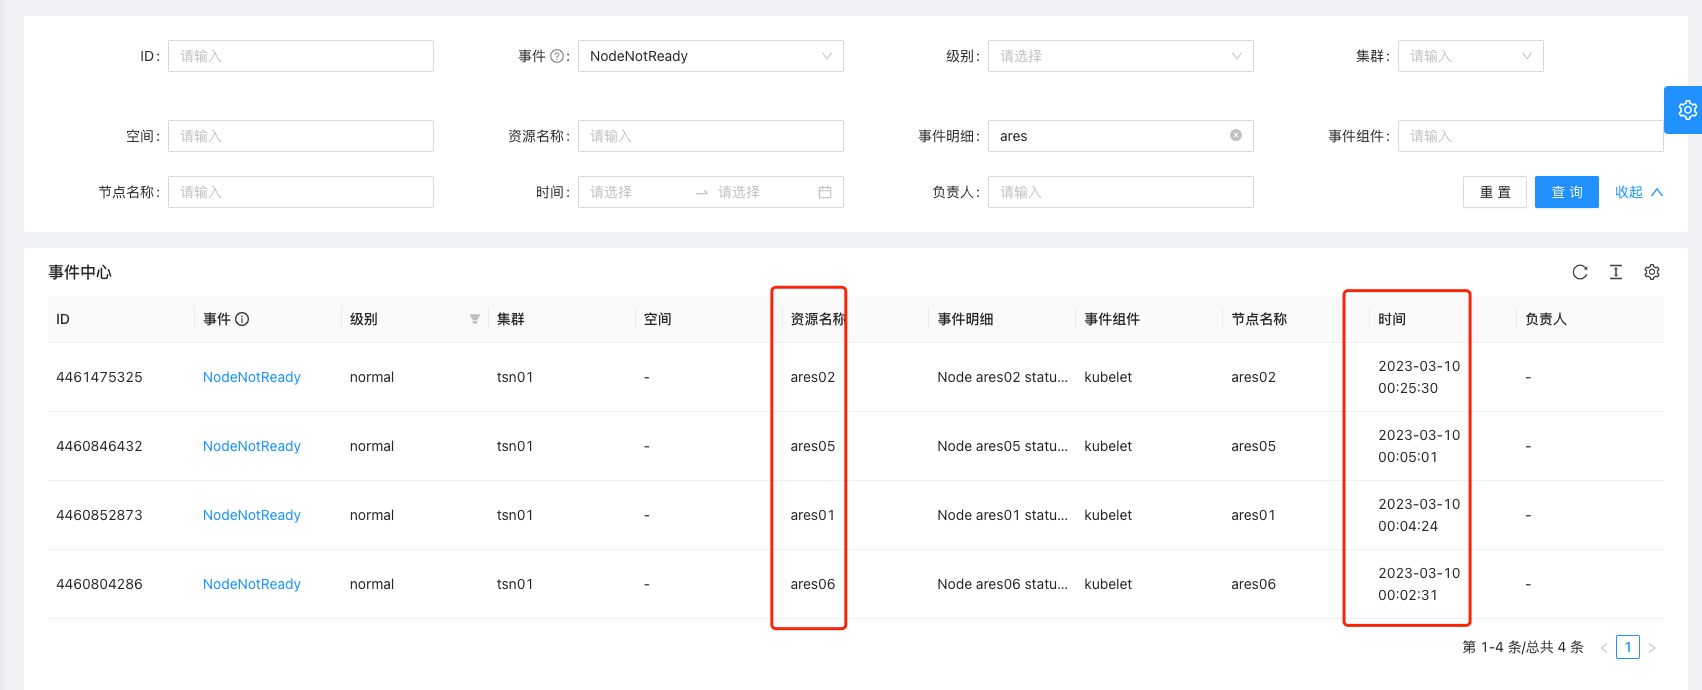 ID: 请输入 事件 : NodeNotReady 级别: 请选择 集群: 请输入
空间: 请输入 资源名称: 请输入 事件明细: ares 事件组件: 请输入
节点名称: 请输入 时间: 请选择 → 请选择 负责人: 请输入 重 置 查 询 收起
事件中心
ID 事件 级别 集群 空间 资源名称 事件明细 事件组件 节点名称 时间 负责人
4461475325 NodeNotReady normal tsn01 - ares02 Node ares02 statu... kubelet ares02 2023-03-10 00:25:30 -
4460846432 NodeNotReady normal tsn01 - ares05 Node ares05 statu... kubelet ares05 2023-03-10 00:05:01 -
4460852873 NodeNotReady normal tsn01 - ares01 Node ares01 statu... kubelet ares01 2023-03-10 00:04:24 -
4460804286 NodeNotReady normal tsn01 - ares06 Node ares06 statu... kubelet ares06 2023-03-10 00:02:31 -
第 1-4 条/总共 4 条 < 1 >